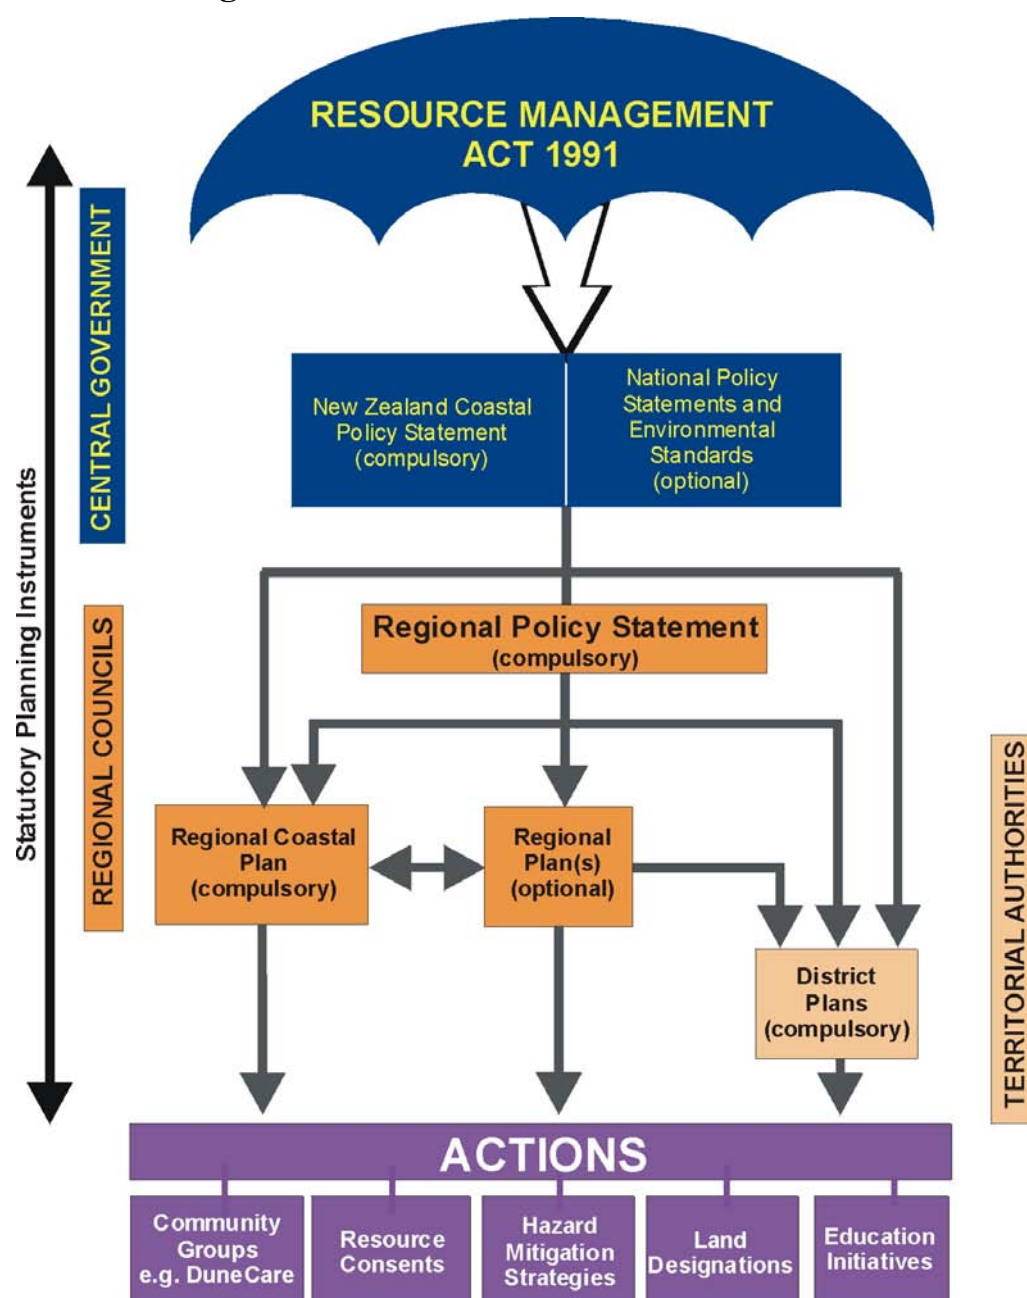 RESOURCE MANAGEMENT
ACT 1991
Statutory Planning Instruments
CENTRAL GOVERNMENT
New Zealand Coastal
Policy Statement
(compulsory)
National Policy
Statements and
Environmental
Standards
(optional)
REGIONAL COUNCILS
Regional Policy Statement
(compulsory)
Regional Coastal
Plan
(compulsory)
Regional
Plan(s)
(optional)
TERRITORIAL AUTHORITIES
District
Plans
(compulsory)
ACTIONS
Community
Groups
e.g. DuneCare
Resource
Consents
Hazard
Mitigation
Strategies
Land
Designations
Education
Initiatives